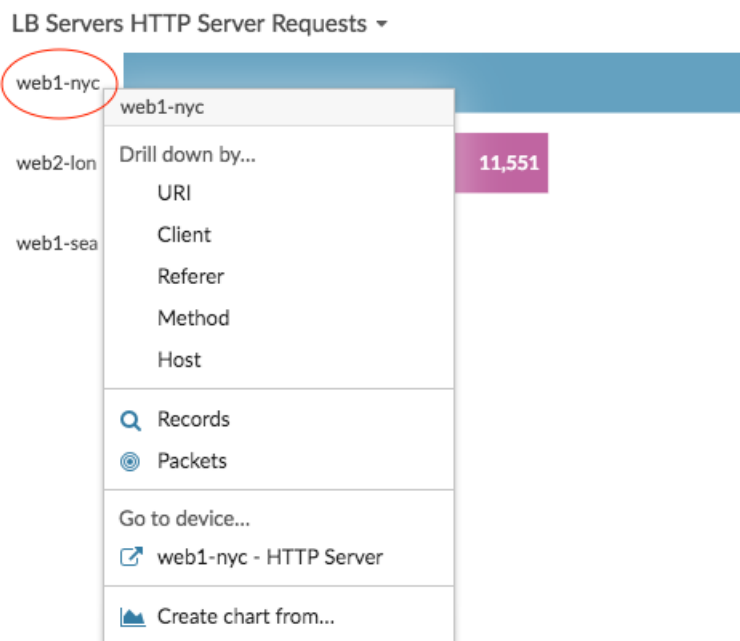 LB Servers HTTP Server Requests
web1-nyc
web1-nyc
Drill down by...
web2-lon
11,551
URI
Client
web1-sea
Referer
Method
Host
Records
Packets
Go to device...
web1-nyc - HTTP Server
Create chart from...